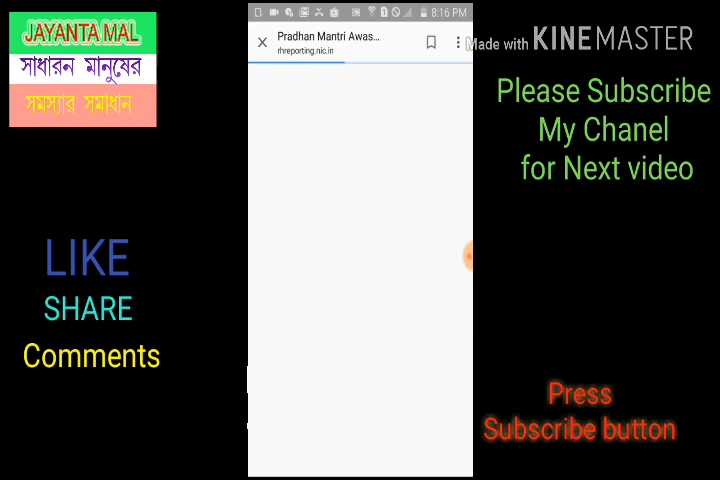 JAYANTA MAL
সাধারন মানুষের
সমস্যার সমাধান
8:16 PM
Pradhan Mantri Awas...
rhreporting.nic.in
Made with KINEMASTER
Please Subscribe
My Chanel
for Next video
LIKE
SHARE
Comments
Press
Subscribe button